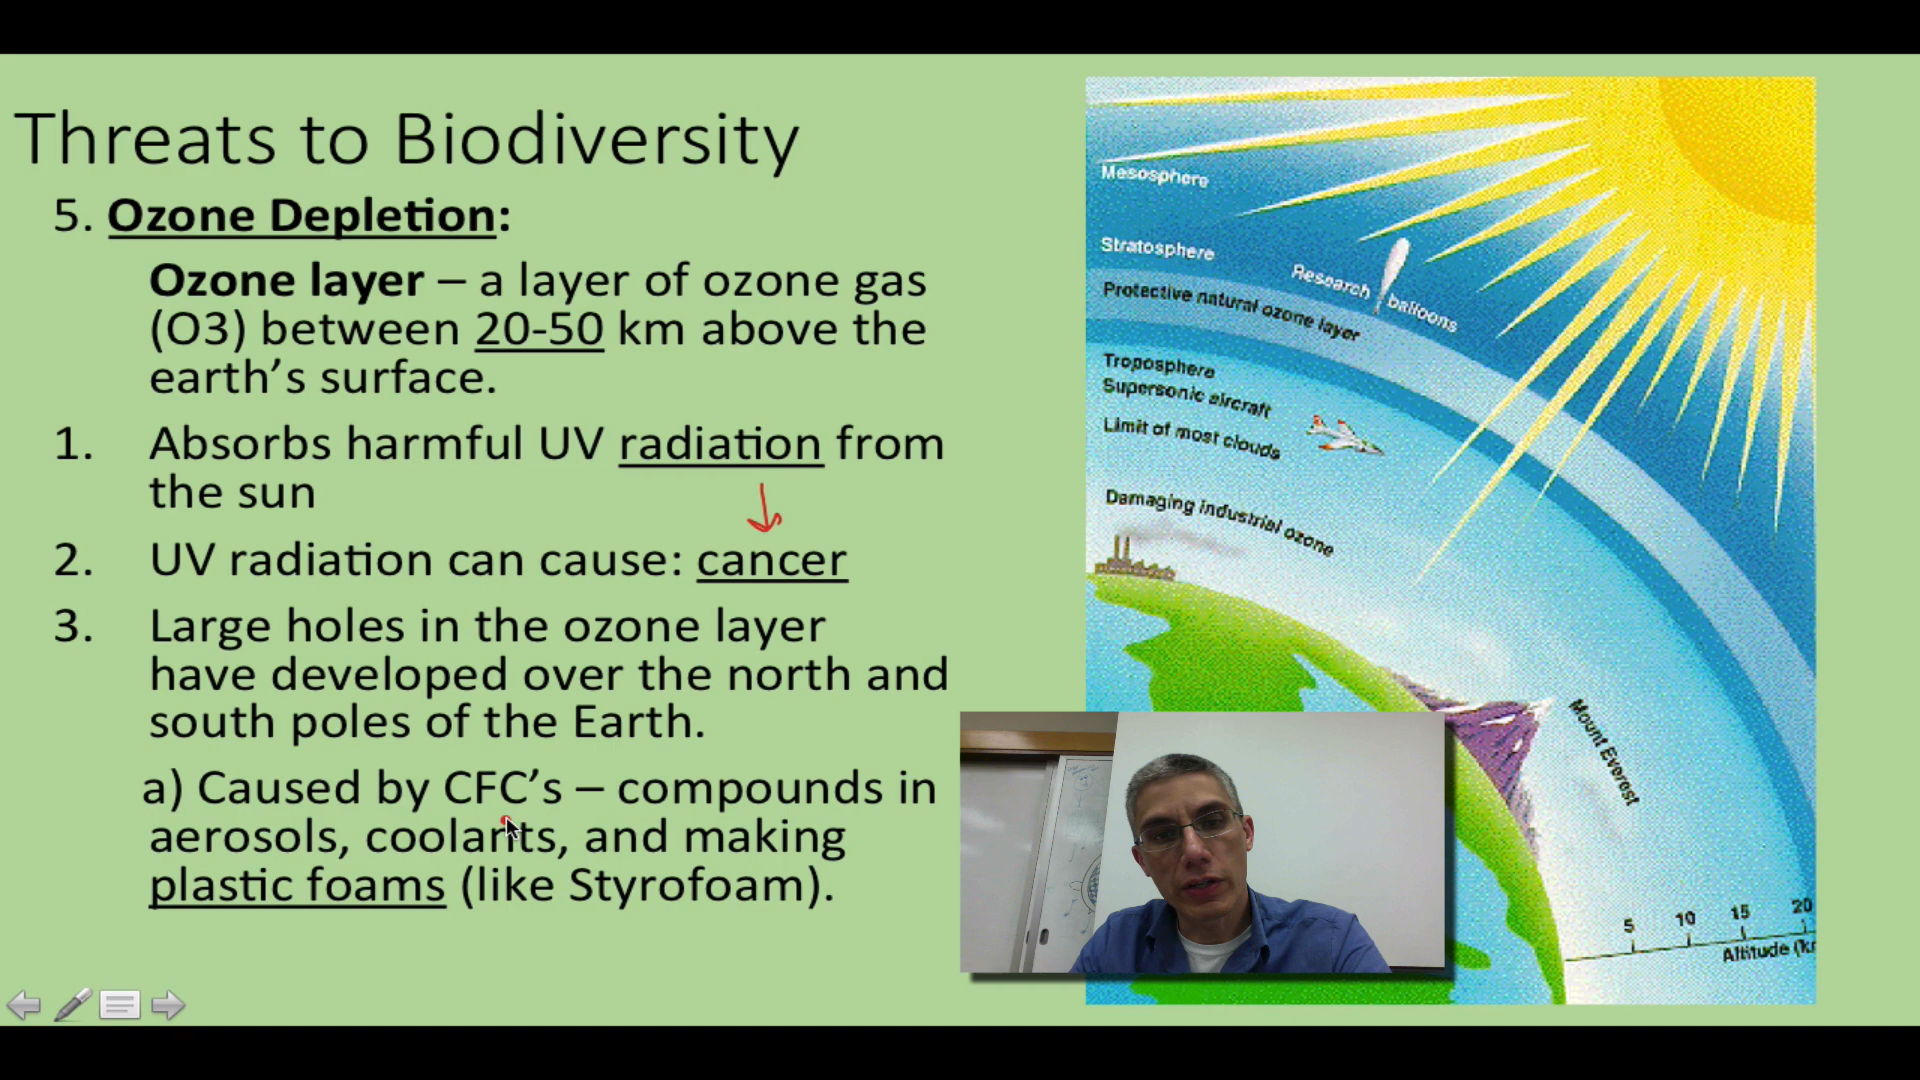 Threats to Biodiversity
5. Ozone Depletion:
Ozone layer – a layer of ozone gas
(O3) between 20-50 km above the
earth’s surface.
1. Absorbs harmful UV radiation from
the sun
2. UV radiation can cause: cancer
3. Large holes in the ozone layer
have developed over the north and
south poles of the Earth.
a) Caused by CFC’s – compounds in
aerosols, coolants, and making
plastic foams (like Styrofoam).
Mesosphere
Stratosphere
Research balloons
Protective natural ozone layer
Troposphere
Supersonic aircraft
Limit of most clouds
Damaging industrial ozone
Mount Everest
5 10 15 20
Altitude (k